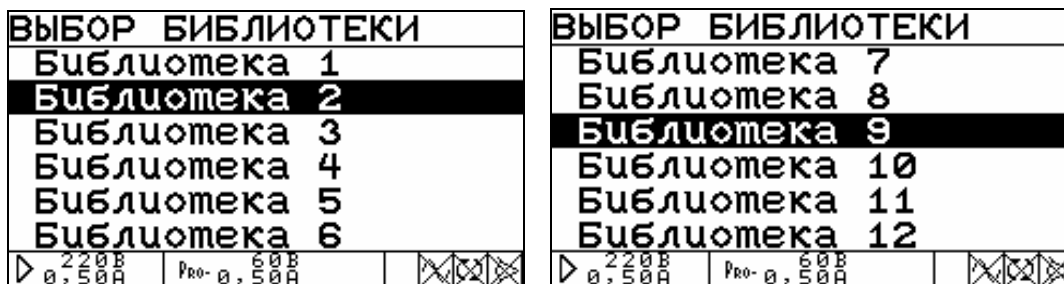 ВЫБОР БИБЛИОТЕКИ
Библиотека 1
Библиотека 2
Библиотека 3
Библиотека 4
Библиотека 5
Библиотека 6
220В
0,50А
PRO-
60В
0,50А
ВЫБОР БИБЛИОТЕКИ
Библиотека 7
Библиотека 8
Библиотека 9
Библиотека 10
Библиотека 11
Библиотека 12
220В
0,50А
PRO-
60В
0,50А